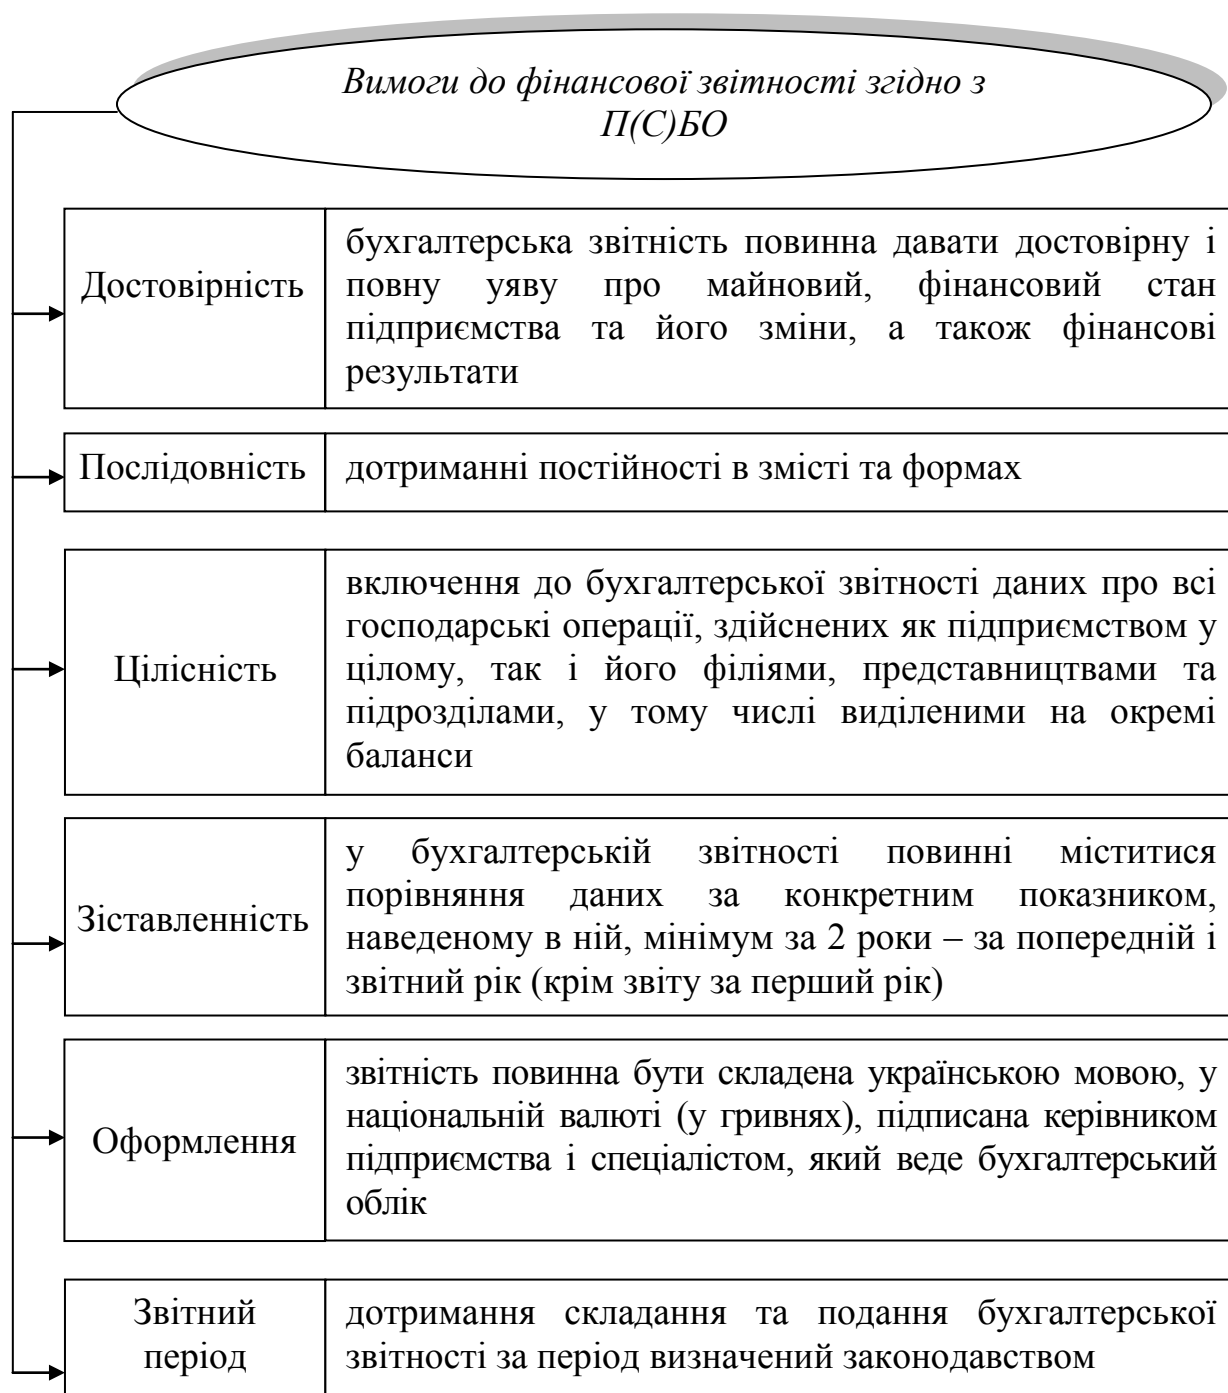 Вимоги до фінансової звітності згідно з
П(С)БО
Достовірність
бухгалтерська звітність повинна давати достовірну і
повну уяву про майновий, фінансовий стан
підприємства та його зміни, а також фінансові
результати
Послідовність
дотриманні постійності в змісті та формах
Цілісність
включення до бухгалтерської звітності даних про всі
господарські операції, здійснених як підприємством у
цілому, так і його філіями, представництвами та
підрозділами, у тому числі виділеними на окремі
баланси
Зіставленність
у бухгалтерській звітності повинні міститися
порівняння даних за конкретним показником,
наведеному в ній, мінімум за 2 роки – за попередній і
звітний рік (крім звіту за перший рік)
Оформлення
звітність повинна бути складена українською мовою, у
національній валюті (у гривнях), підписана керівником
підприємства і спеціалістом, який веде бухгалтерський
облік
Звітний
період
дотримання складання та подання бухгалтерської
звітності за період визначений законодавством